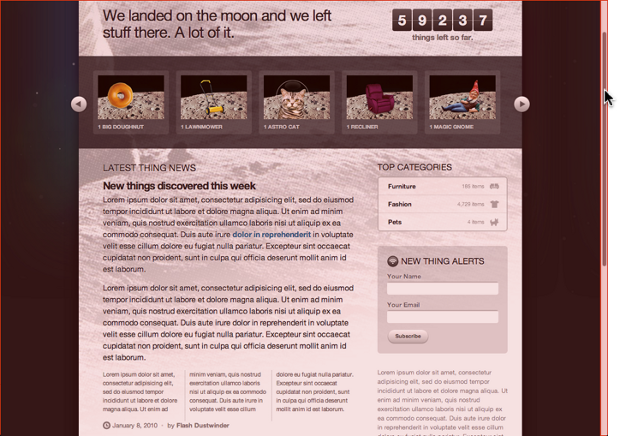 We landed on the moon and we left
stuff there. A lot of it.
5 9 2 3 7
things left so far.
1 BIG DOUGHNUT
1 LAWNMOWER
1 ASTRO CAT
1 RECLINER
1 MAGIC GNOME
LATEST THING NEWS
New things discovered this week
Lorem ipsum dolor sit amet, consectetur adipisicing elit, sed do eiusmod
tempor incididunt ut labore et dolore magna aliqua. Ut enim ad minim
veniam, quis nostrud exercitation ullamco laboris nisi ut aliquip ex ea
commodo consequat. Duis aute irure dolor in reprehenderit in voluptate
velit esse cillum dolore eu fugiat nulla pariatur. Excepteur sint occaecat
cupidatat non proident, sunt in culpa qui officia deserunt mollit anim id
est laborum.
Lorem ipsum dolor sit amet, consectetur adipisicing elit, sed do eiusmod
tempor incididunt ut labore et dolore magna aliqua. Ut enim ad minim
veniam, quis nostrud exercitation ullamco laboris nisi ut aliquip ex ea
commodo consequat. Duis aute irure dolor in reprehenderit in voluptate
velit esse cillum dolore eu fugiat nulla pariatur. Excepteur sint occaecat
cupidatat non proident, sunt in culpa qui officia deserunt mollit anim id
est laborum.
Lorem ipsum dolor sit amet,
consectetur adipisicing elit,
sed do eiusmod tempor
incididunt ut labore et dolore
magna aliqua. Ut enim ad
minim veniam, quis nostrud
exercitation ullamco laboris
nisi ut aliquip ex ea commodo
consequat. Duis aute irure
dolor in reprehenderit in
voluptate velit esse cillum
dolore eu fugiat nulla pariatur.
Excepteur sint occaecat
cupidatat non proident, sunt
in culpa qui officia deserunt
mollit anim id est laborum.
January 8, 2010 · by Flash Dustwinder
TOP CATEGORIES
Furniture
items
Fashion
4,729 items
Pets
4 items
NEW THING ALERTS
Your Name
Your Email
Subscribe
Lorem ipsum dolor sit amet, consectetur
adipisicing elit, sed do eiusmod tempor
incididunt ut labore et dolore magna
aliqua. Ut enim ad minim veniam, quis
nostrud exercitation ullamco laboris nisi
ut aliquip ex ea commodo consequat.